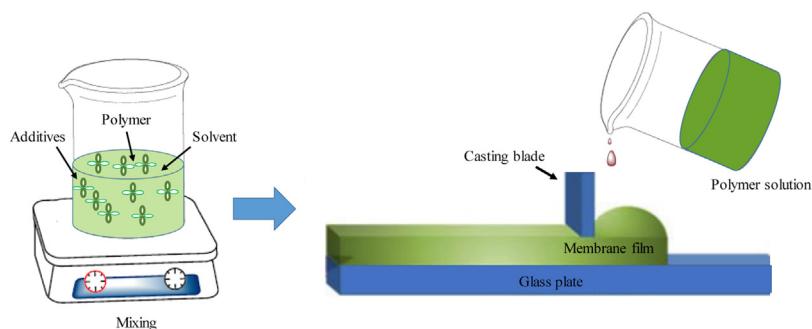 Polymer
Additives
Solvent
Mixing
Casting blade
Polymer solution
Membrane film
Glass plate